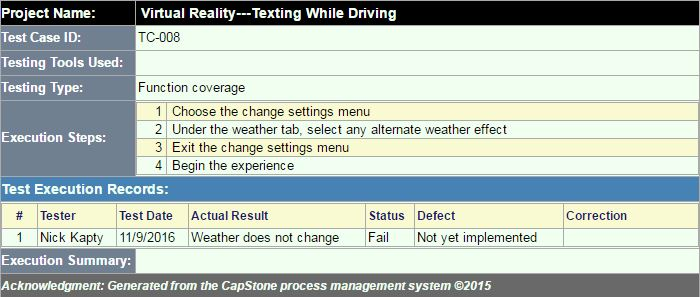 Project Name: Virtual Reality---Texting While Driving
Test Case ID: TC-008
Testing Tools Used:
Testing Type: Function coverage
Execution Steps:
1 Choose the change settings menu
2 Under the weather tab, select any alternate weather effect
3 Exit the change settings menu
4 Begin the experience
Test Execution Records:
# Tester Test Date Actual Result Status Defect Correction
1 Nick Kapty 11/9/2016 Weather does not change Fail Not yet implemented
Execution Summary:
Acknowledgment: Generated from the CapStone process management system ©2015